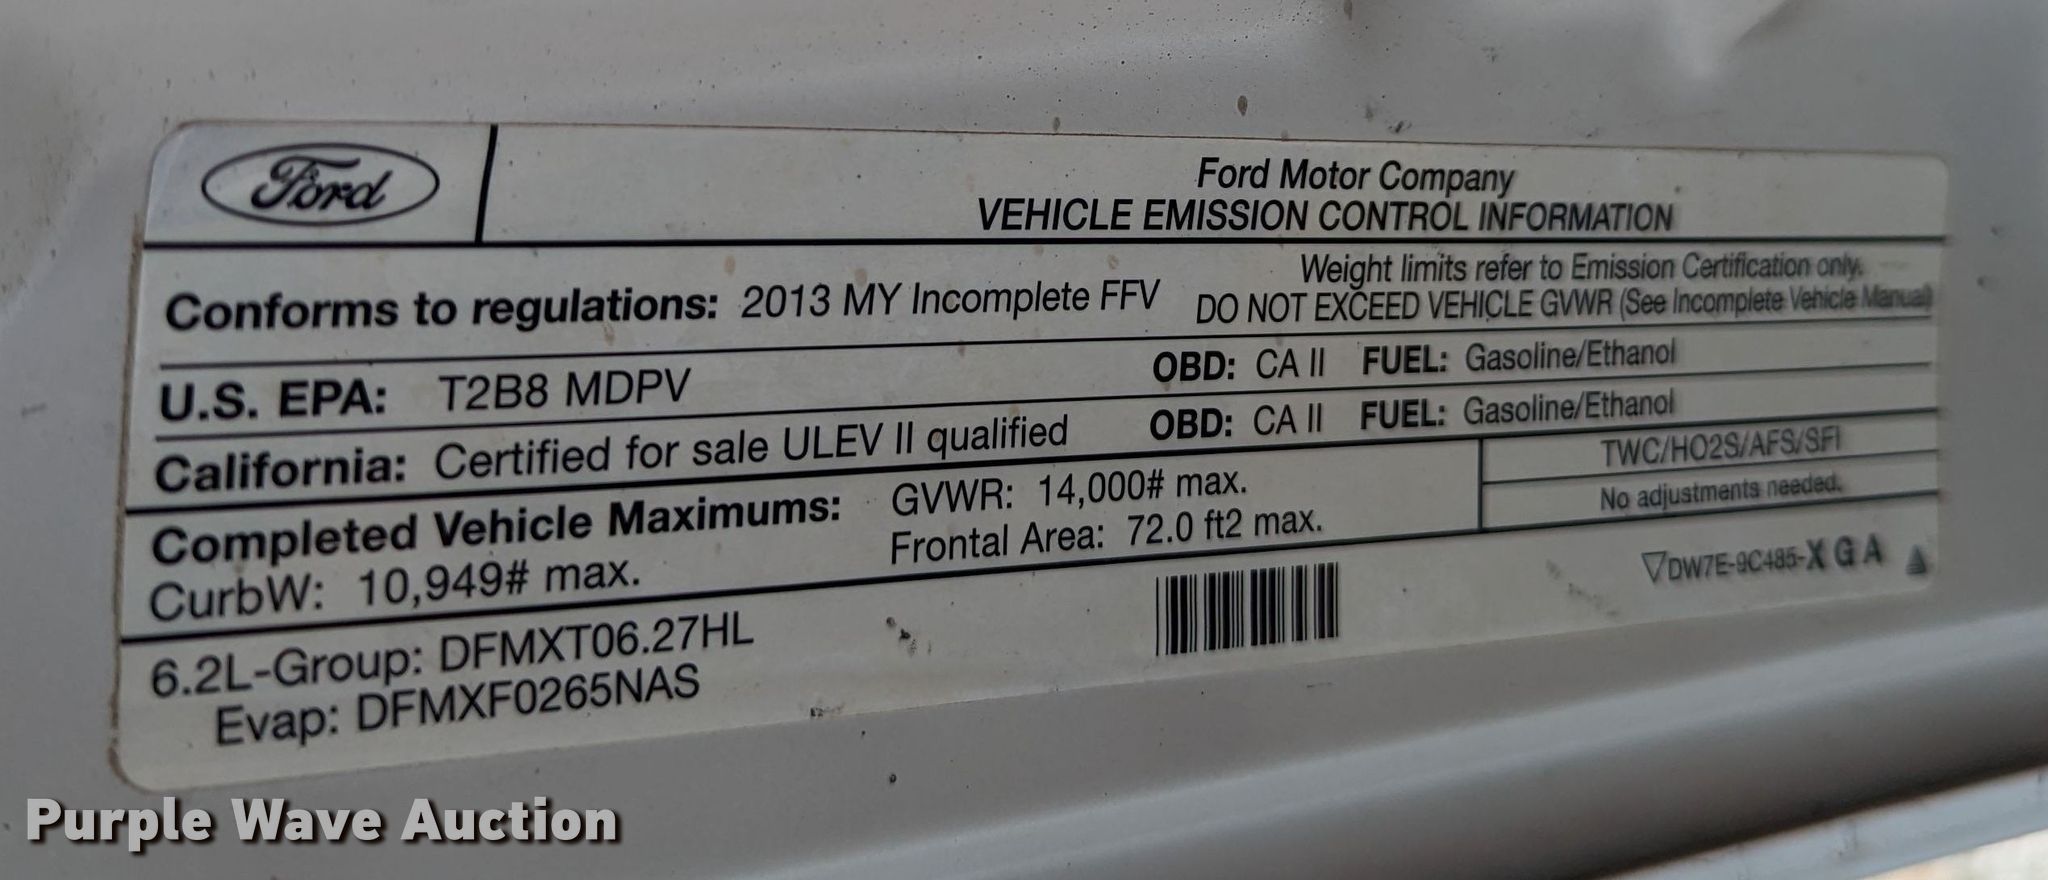 Ford
Ford Motor Company
VEHICLE EMISSION CONTROL INFORMATION
Conforms to regulations: 2013 MY Incomplete FFV
Weight limits refer to Emission Certification only.
DO NOT EXCEED VEHICLE GVWR (See Incomplete Vehicle Manual)
U.S. EPA: T2B8 MDPV OBD: CA II FUEL: Gasoline/Ethanol
California: Certified for sale ULEV II qualified OBD: CA II FUEL: Gasoline/Ethanol
Completed Vehicle Maximums: GVWR: 14,000# max.
CurbW: 10,949# max. Frontal Area: 72.0 ft2 max.
TWC/HO2S/AFS/SFI
No adjustments needed.
6.2L-Group: DFMXT06.27HL
Evap: DFMXF0265NAS
▽DW7E-9C485-XGA ▲
Purple Wave Auction